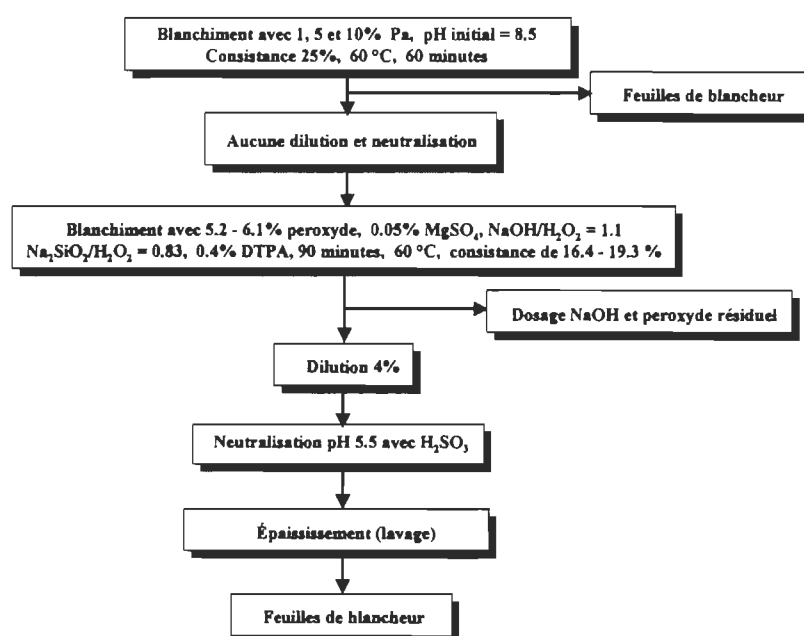 Blanchiment avec 1, 5 et 10% Pa, pH initial = 8,5
Consistance 25%, 60 °C, 60 minutes
Feuilles de blancheur
Aucune dilution et neutralisation
Blanchiment avec 5.2 - 6.1% peroxyde, 0.05% MgSO₄, NaOH/H₂O₂ = 1.1
Na₂SiO₂/H₂O₂ = 0.83, 0.4% DTPA, 90 minutes, 60 °C, consistance de 16.4 - 19.3 %
Dosage NaOH et peroxyde résiduel
Dilution 4%
Neutralisation pH 5.5 avec H₂SO₃
Épaississement (lavage)
Feuilles de blancheur